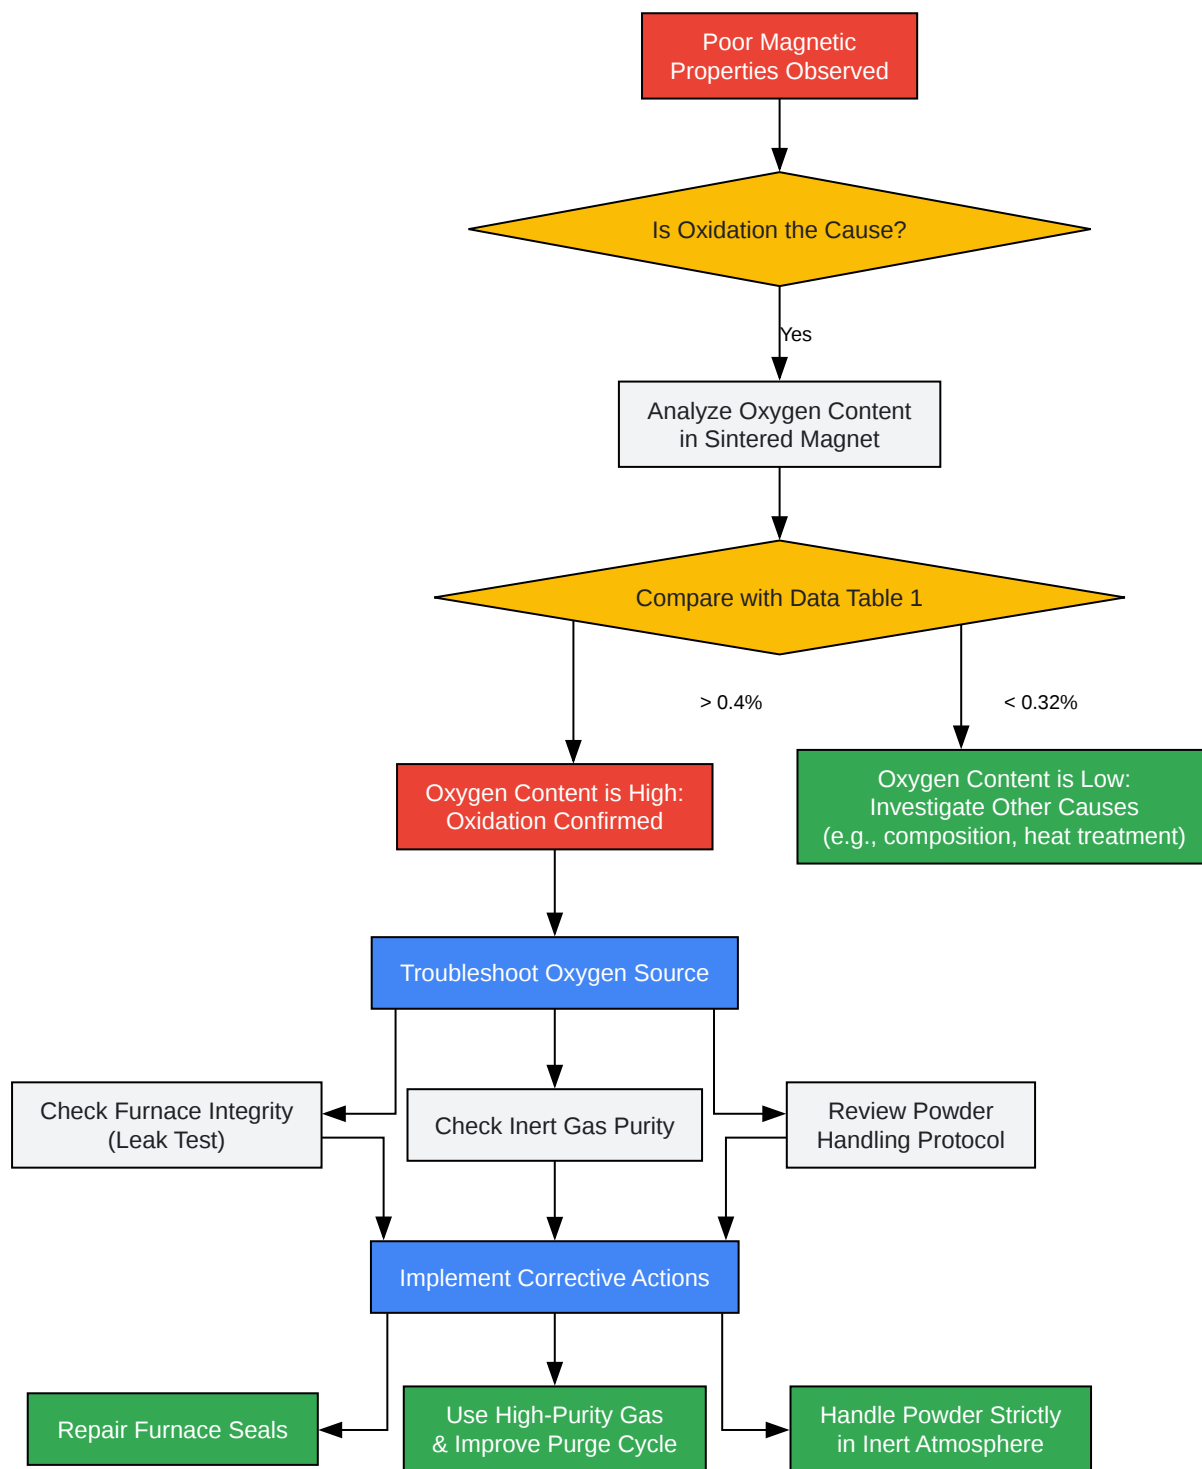 Poor Magnetic
Properties Observed
Is Oxidation the Cause?
Yes
Analyze Oxygen Content
in Sintered Magnet
Compare with Data Table 1
> 0.4%
< 0.32%
Oxygen Content is High:
Oxidation Confirmed
Oxygen Content is Low:
Investigate Other Causes
(e.g., composition, heat treatment)
Troubleshoot Oxygen Source
Check Furnace Integrity
(Leak Test)
Check Inert Gas Purity
Review Powder
Handling Protocol
Implement Corrective Actions
Repair Furnace Seals
Use High-Purity Gas
& Improve Purge Cycle
Handle Powder Strictly
in Inert Atmosphere